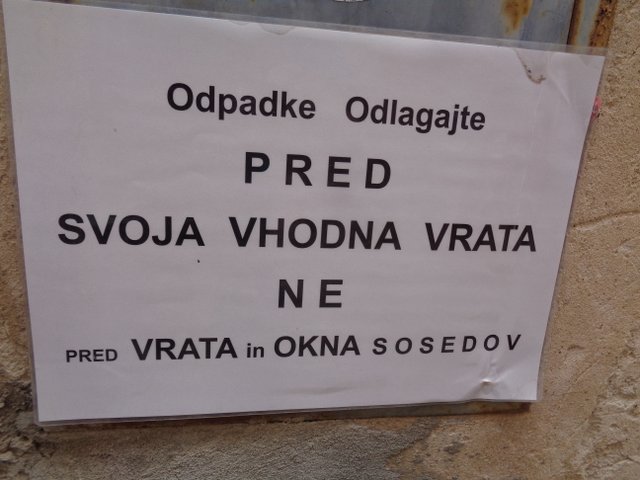 Odpadke Odlagajte
PRED
SVOJA VHODNA VRATA
NE
PRED VRATA in OKNA SOSEDOV